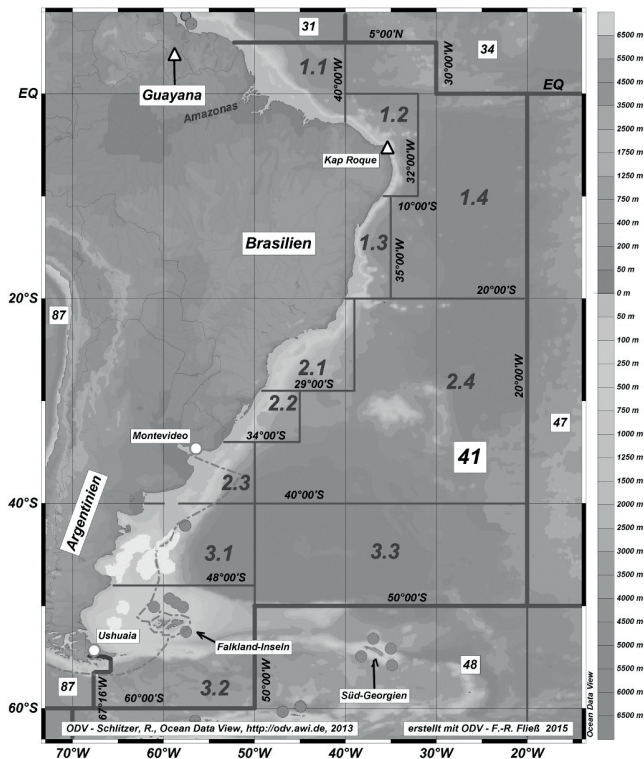 31
5°00'N
34
30°00'W
EQ
EQ
1.1
40°00'W
Guayana
Amazonas
1.2
Kap Roque
32°00'W
10°00'S
1.4
Brasilien
1.3
35°00'W
20°S
20°00'S
87
2.1
29°00'S
2.4
20°00'W
2.2
34°00'S
47
Montevideo
41
2.3
40°S
40°00'S
Argentinien
3.1
3.3
48°00'S
50°00'S
Ushuaia
Falkland-Inseln
50°00'W
Süd-Georgien
48
87
67°16'W
3.2
60°00'S
60°S
ODV - Schlitzer, R., Ocean Data View, http://odv.awi.de, 2013
erstellt mit ODV - F.-R. Fließ 2015
Ocean Data View
70°W
60°W
50°W
40°W
30°W
20°W
6500 m
5500 m
4500 m
3500 m
2500 m
1750 m
1250 m
750 m
400 m
200 m
50 m
0 m
50 m
100 m
250 m
500 m
750 m
1000 m
1250 m
1500 m
1750 m
2000 m
2500 m
3000 m
3500 m
4000 m
4500 m
5000 m
5500 m
6000 m
6500 m